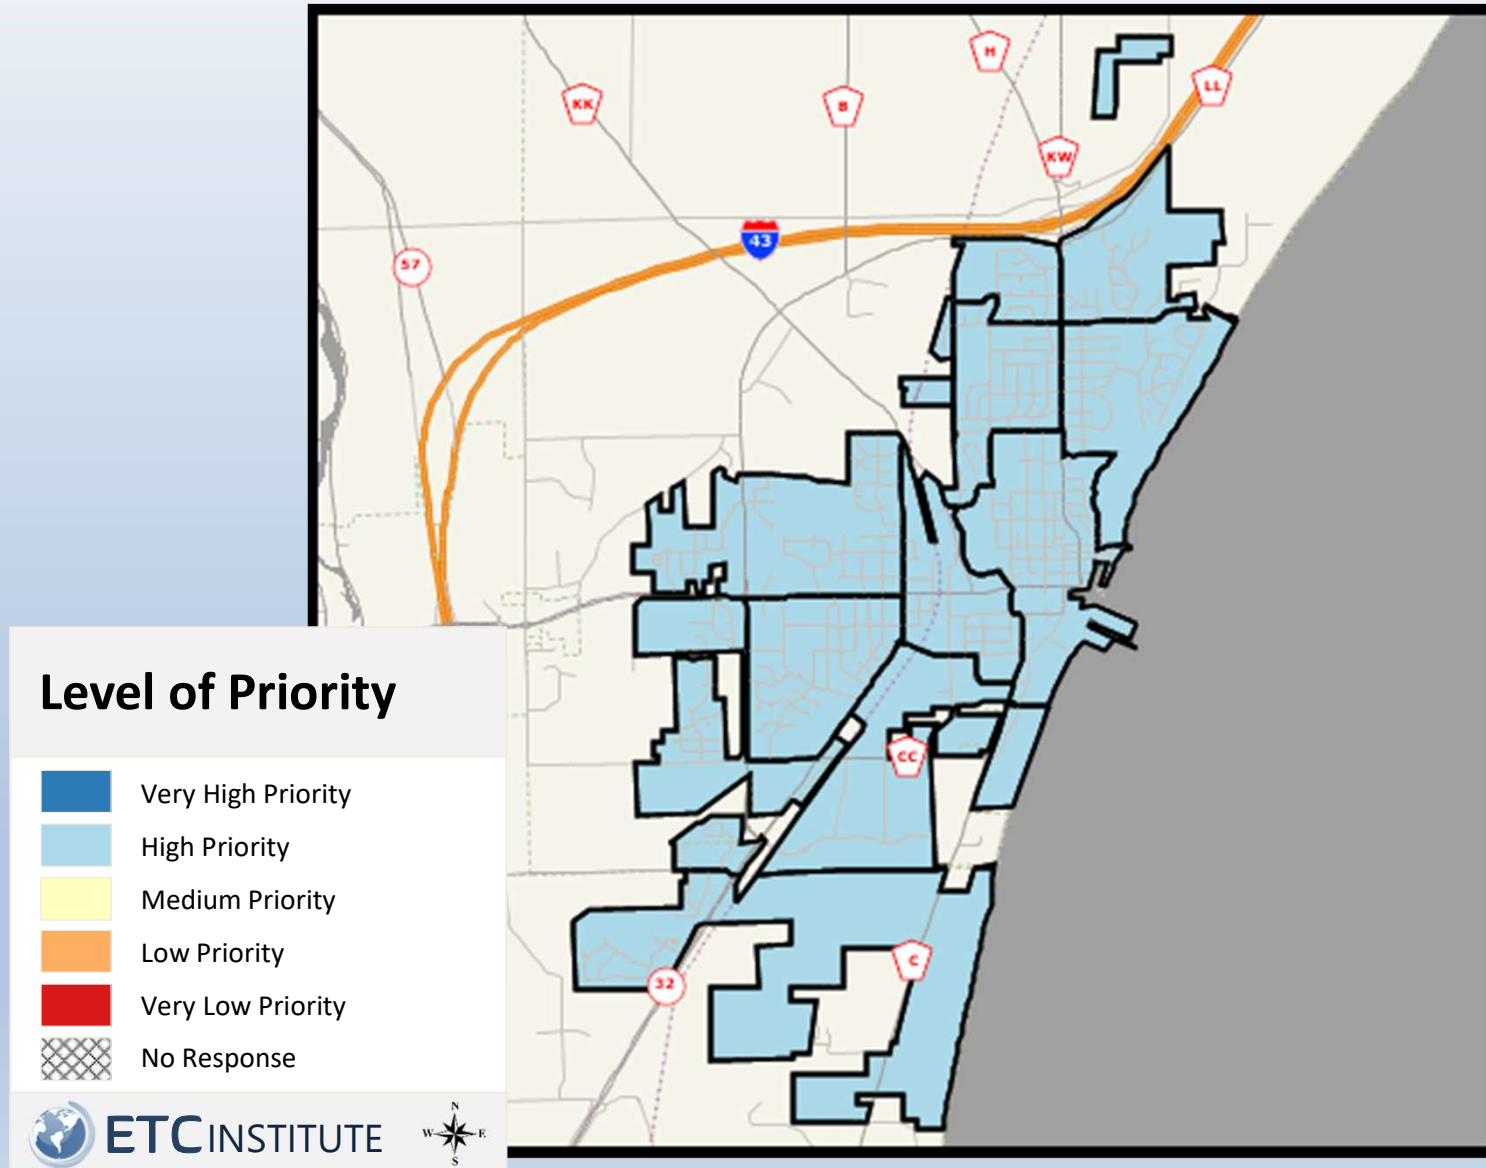 H
LL
KK
B
KW
43
57
CC
C
32
Level of Priority
Very High Priority
High Priority
Medium Priority
Low Priority
Very Low Priority
No Response
ETC INSTITUTE
N
W E
S